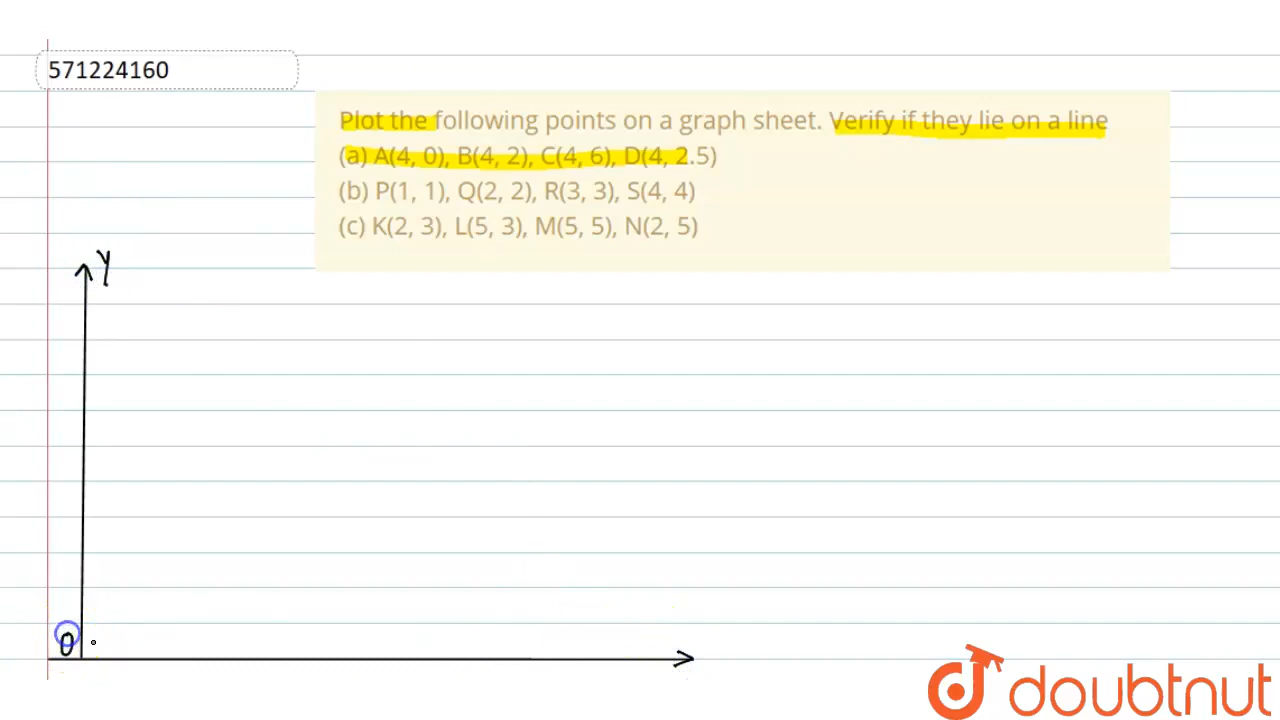 571224160
Plot the following points on a graph sheet. Verify if they lie on a line
(a) A(4, 0), B(4, 2), C(4, 6), D(4, 2.5)
(b) P(1, 1), Q(2, 2), R(3, 3), S(4, 4)
(c) K(2, 3), L(5, 3), M(5, 5), N(2, 5)
y
0
doubtnut